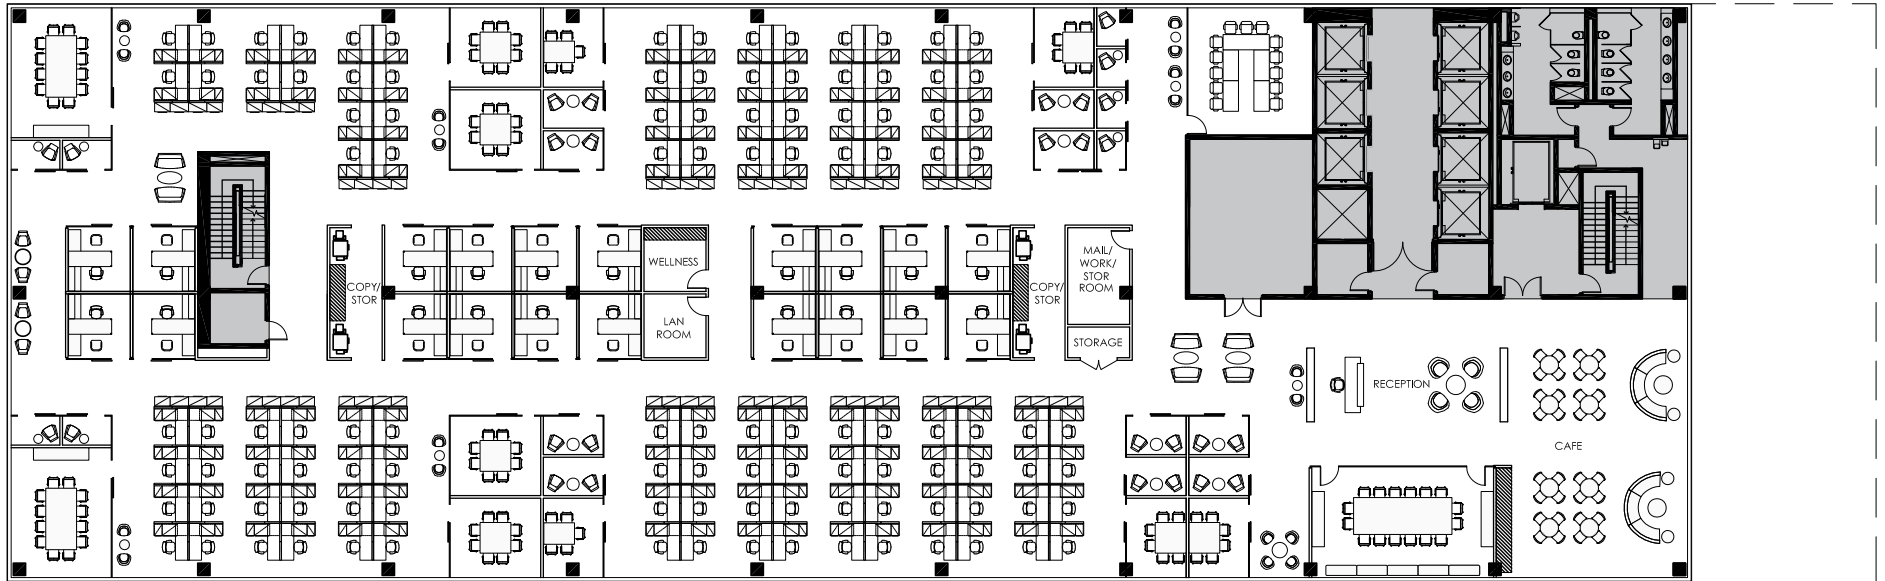 COPY/
STOR
WELLNESS
LAN
ROOM
COPY/
STOR
MAIL/
WORK/
STOR
ROOM
STORAGE
RECEPTION
CAFE